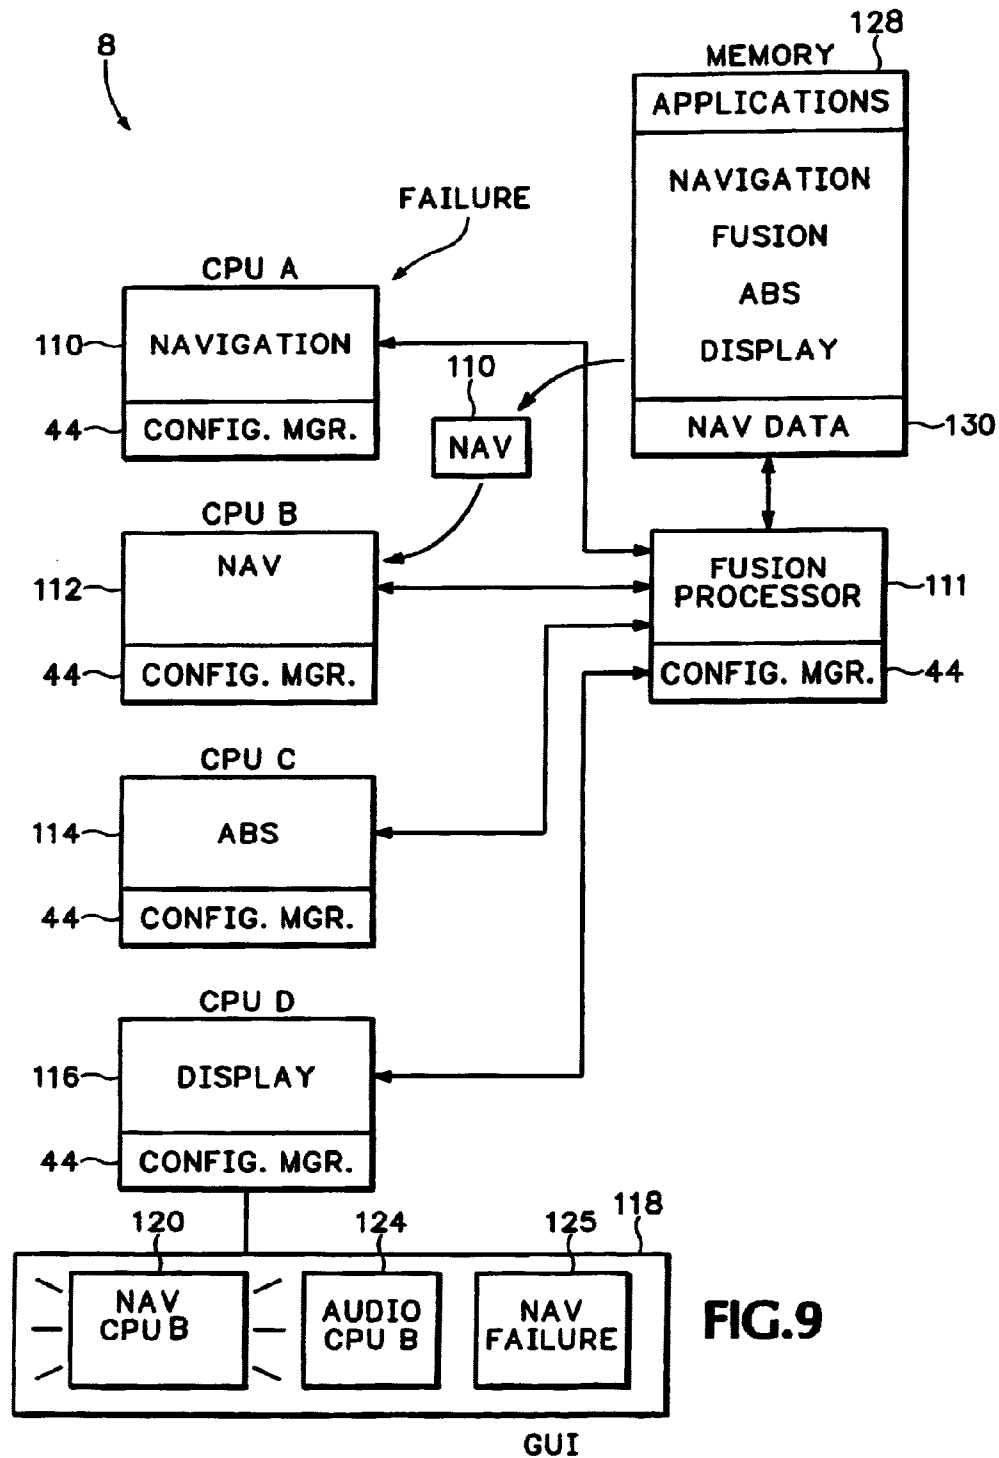 8
128
MEMORY
APPLICATIONS
NAVIGATION
FUSION
ABS
DISPLAY
NAV DATA
130
FAILURE
CPU A
110
NAVIGATION
44
CONFIG. MGR.
110
NAV
CPU B
NAV
112
44
CONFIG. MGR.
FUSION
PROCESSOR
111
CONFIG. MGR.
44
CPU C
114
ABS
44
CONFIG. MGR.
CPU D
116
DISPLAY
44
CONFIG. MGR.
118
120
124
125
NAV
CPU B
AUDIO
CPU B
NAV
FAILURE
FIG.9
GUI